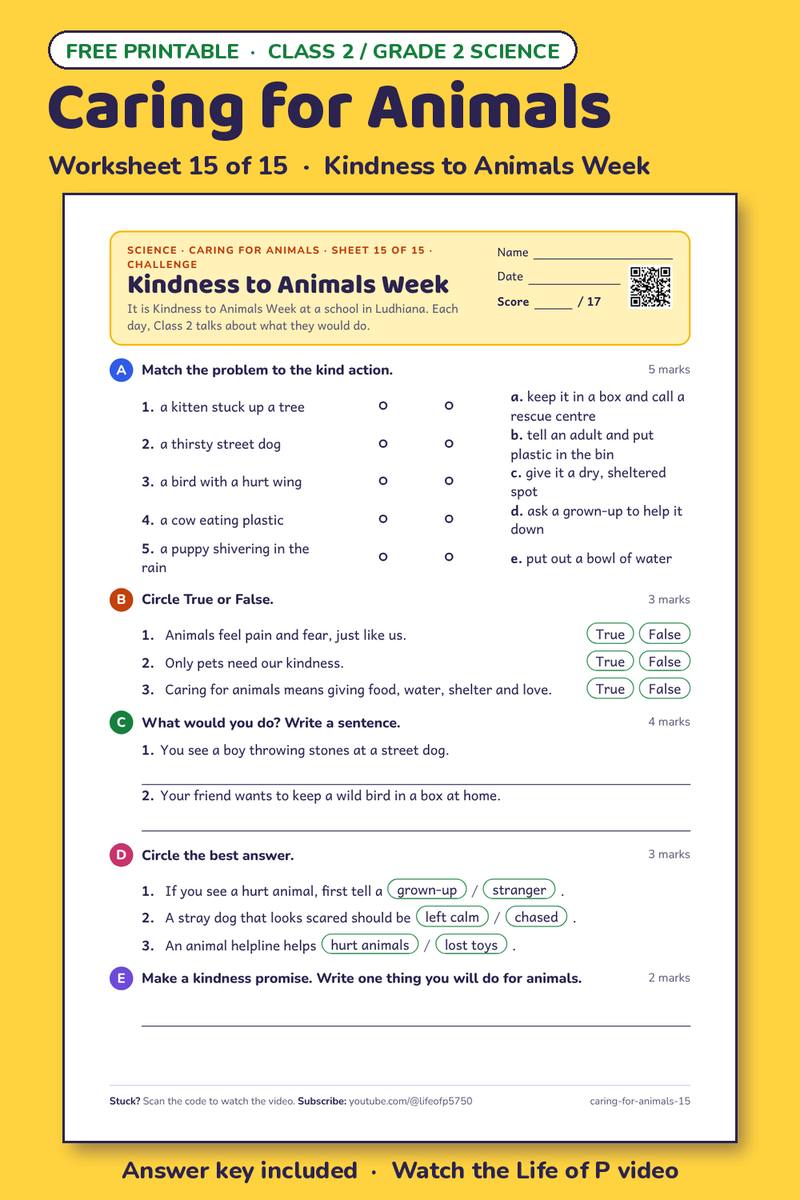 FREE PRINTABLE · CLASS 2 / GRADE 2 SCIENCE
Caring for Animals
Worksheet 15 of 15 · Kindness to Animals Week
SCIENCE · CARING FOR ANIMALS · SHEET 15 OF 15 ·
CHALLENGE
Kindness to Animals Week
It is Kindness to Animals Week at a school in Ludhiana. Each
day, Class 2 talks about what they would do.
Name
Date
Score / 17
A Match the problem to the kind action. 5 marks
1. a kitten stuck up a tree
a. keep it in a box and call a
rescue centre
2. a thirsty street dog
b. tell an adult and put
plastic in the bin
3. a bird with a hurt wing
c. give it a dry, sheltered
spot
4. a cow eating plastic
d. ask a grown-up to help it
down
5. a puppy shivering in the
rain
e. put out a bowl of water
B Circle True or False. 3 marks
1. Animals feel pain and fear, just like us. True False
2. Only pets need our kindness. True False
3. Caring for animals means giving food, water, shelter and love. True False
C What would you do? Write a sentence. 4 marks
1. You see a boy throwing stones at a street dog.
2. Your friend wants to keep a wild bird in a box at home.
D Circle the best answer. 3 marks
1. If you see a hurt animal, first tell a grown-up / stranger .
2. A stray dog that looks scared should be left calm / chased .
3. An animal helpline helps hurt animals / lost toys .
E Make a kindness promise. Write one thing you will do for animals. 2 marks
Stuck? Scan the code to watch the video. Subscribe: youtube.com/@lifeofp5750
caring-for-animals-15
Answer key included · Watch the Life of P video